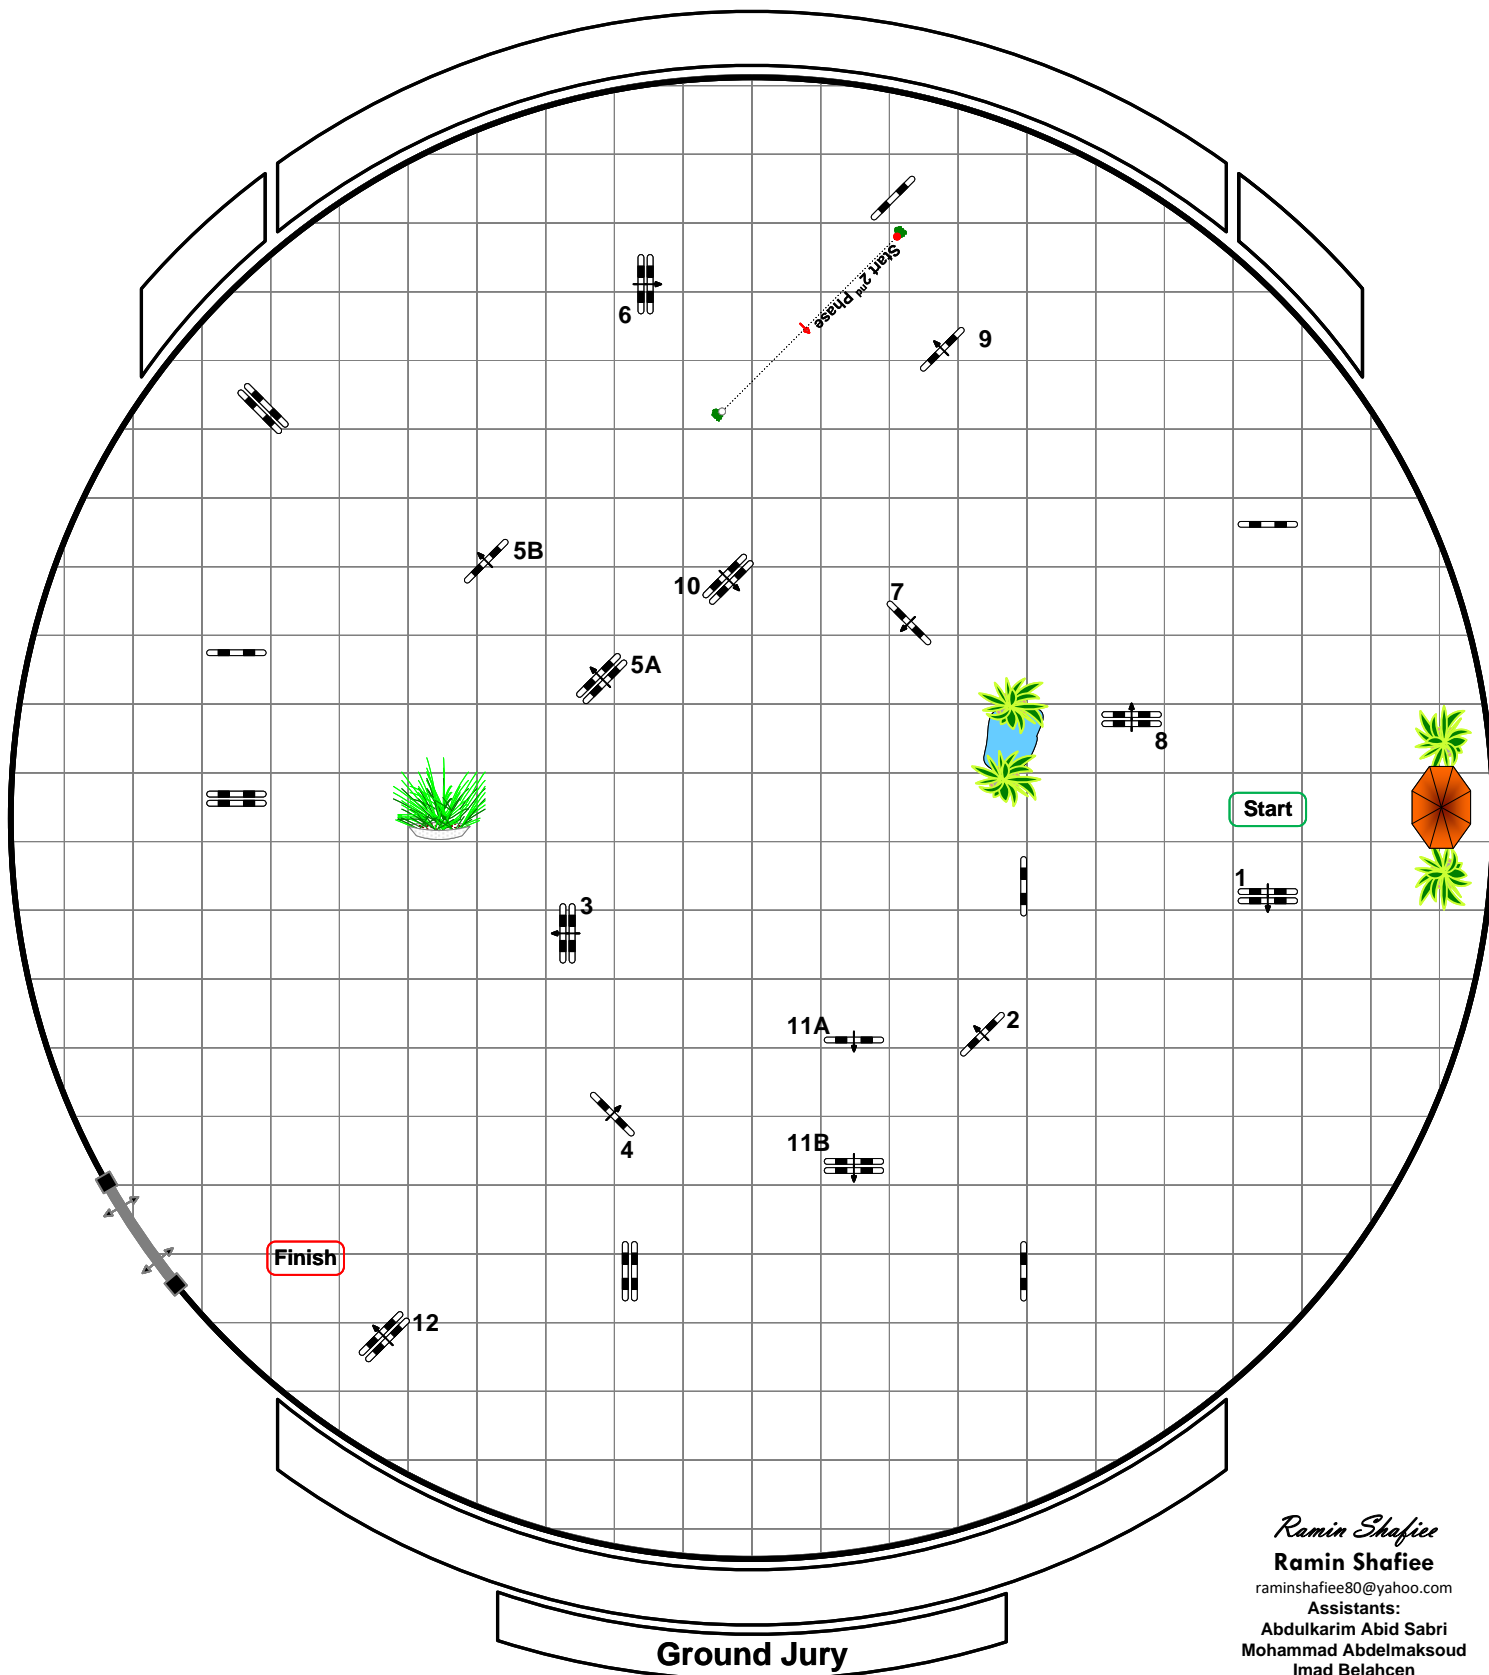 Start 2nd Phase
6
9
5B
10
7
5A
8
Start
1
3
11A
2
4
11B
Finish
12
Ramin Shafiee
Ramin Shafiee
raminshafiee80@yahoo.com
Assistants:
Abdulkarim Abid Sabri
Mohammad Abdelmaksoud
Imad Belahcen
Ground Jury